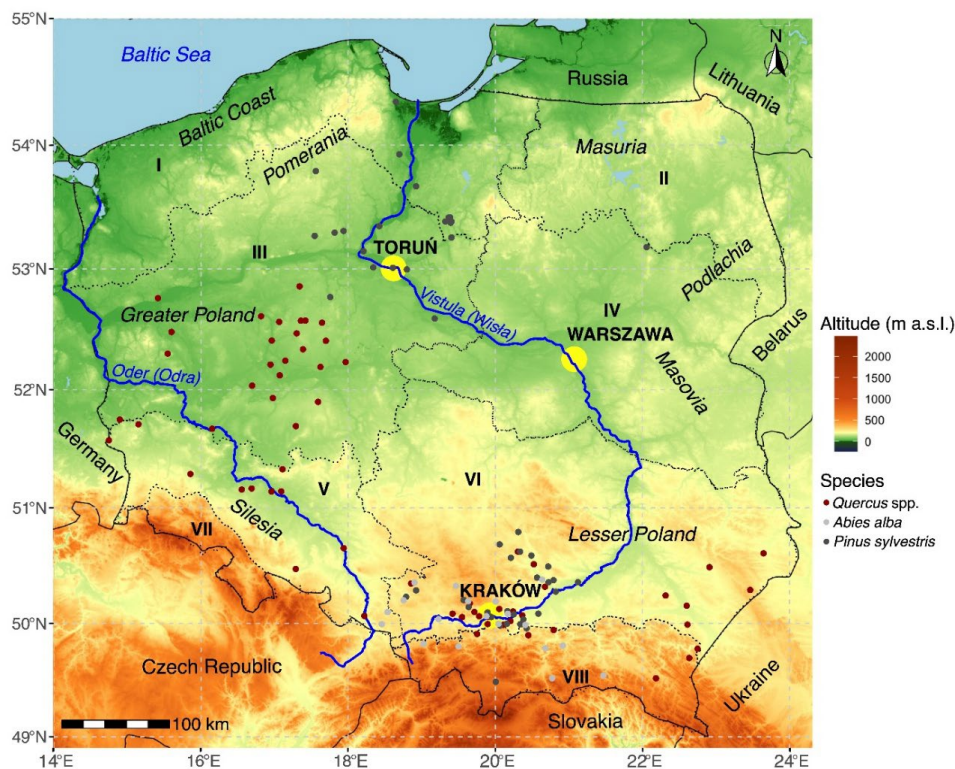 55°N
54°N
53°N
52°N
51°N
50°N
49°N
14°E
16°E
18°E
20°E
22°E
24°E
Baltic Sea
N
Russia
Lithuania
Baltic Coast
I
Pomerania
Masuria
II
III
TORUŃ
Podlachia
Greater Poland
Vistula (Wisła)
IV
WARSZAWA
Belarus
Oder (Odra)
Masovia
Germany
V
VI
Silesia
VII
Lesser Poland
KRAKÓW
Czech Republic
VIII
Ukraine
Slovakia
100 km
Altitude (m a.s.l.)
2000
1000
500
200
0
Species
Quercus spp.
Abies alba
Pinus sylvestris